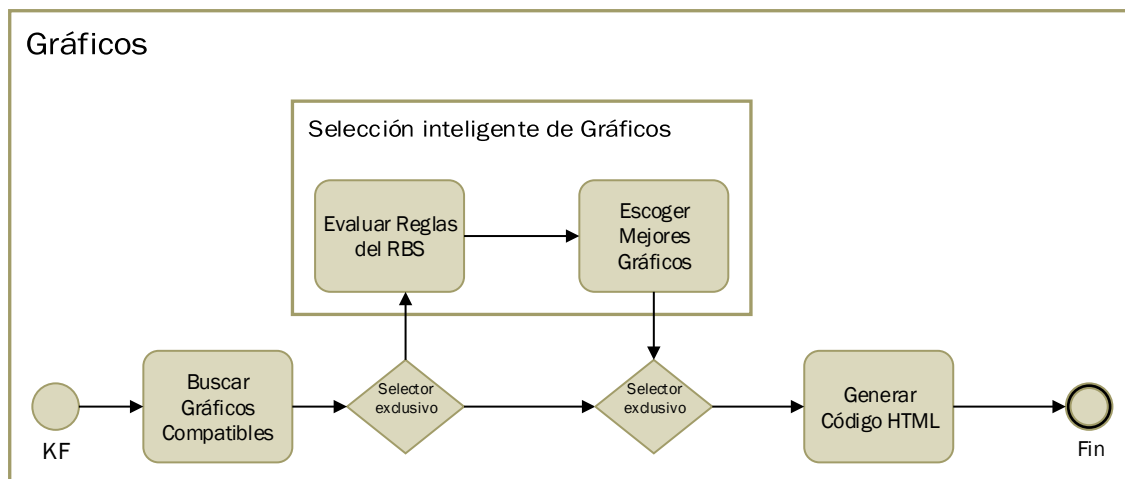 Gráficos
Selección inteligente de Gráficos
Evaluar Reglas
del RBS
Escoger
Mejores
Gráficos
KF
Buscar
Gráficos
Compatibles
Selector
exclusivo
Selector
exclusivo
Generar
Código HTML
Fin